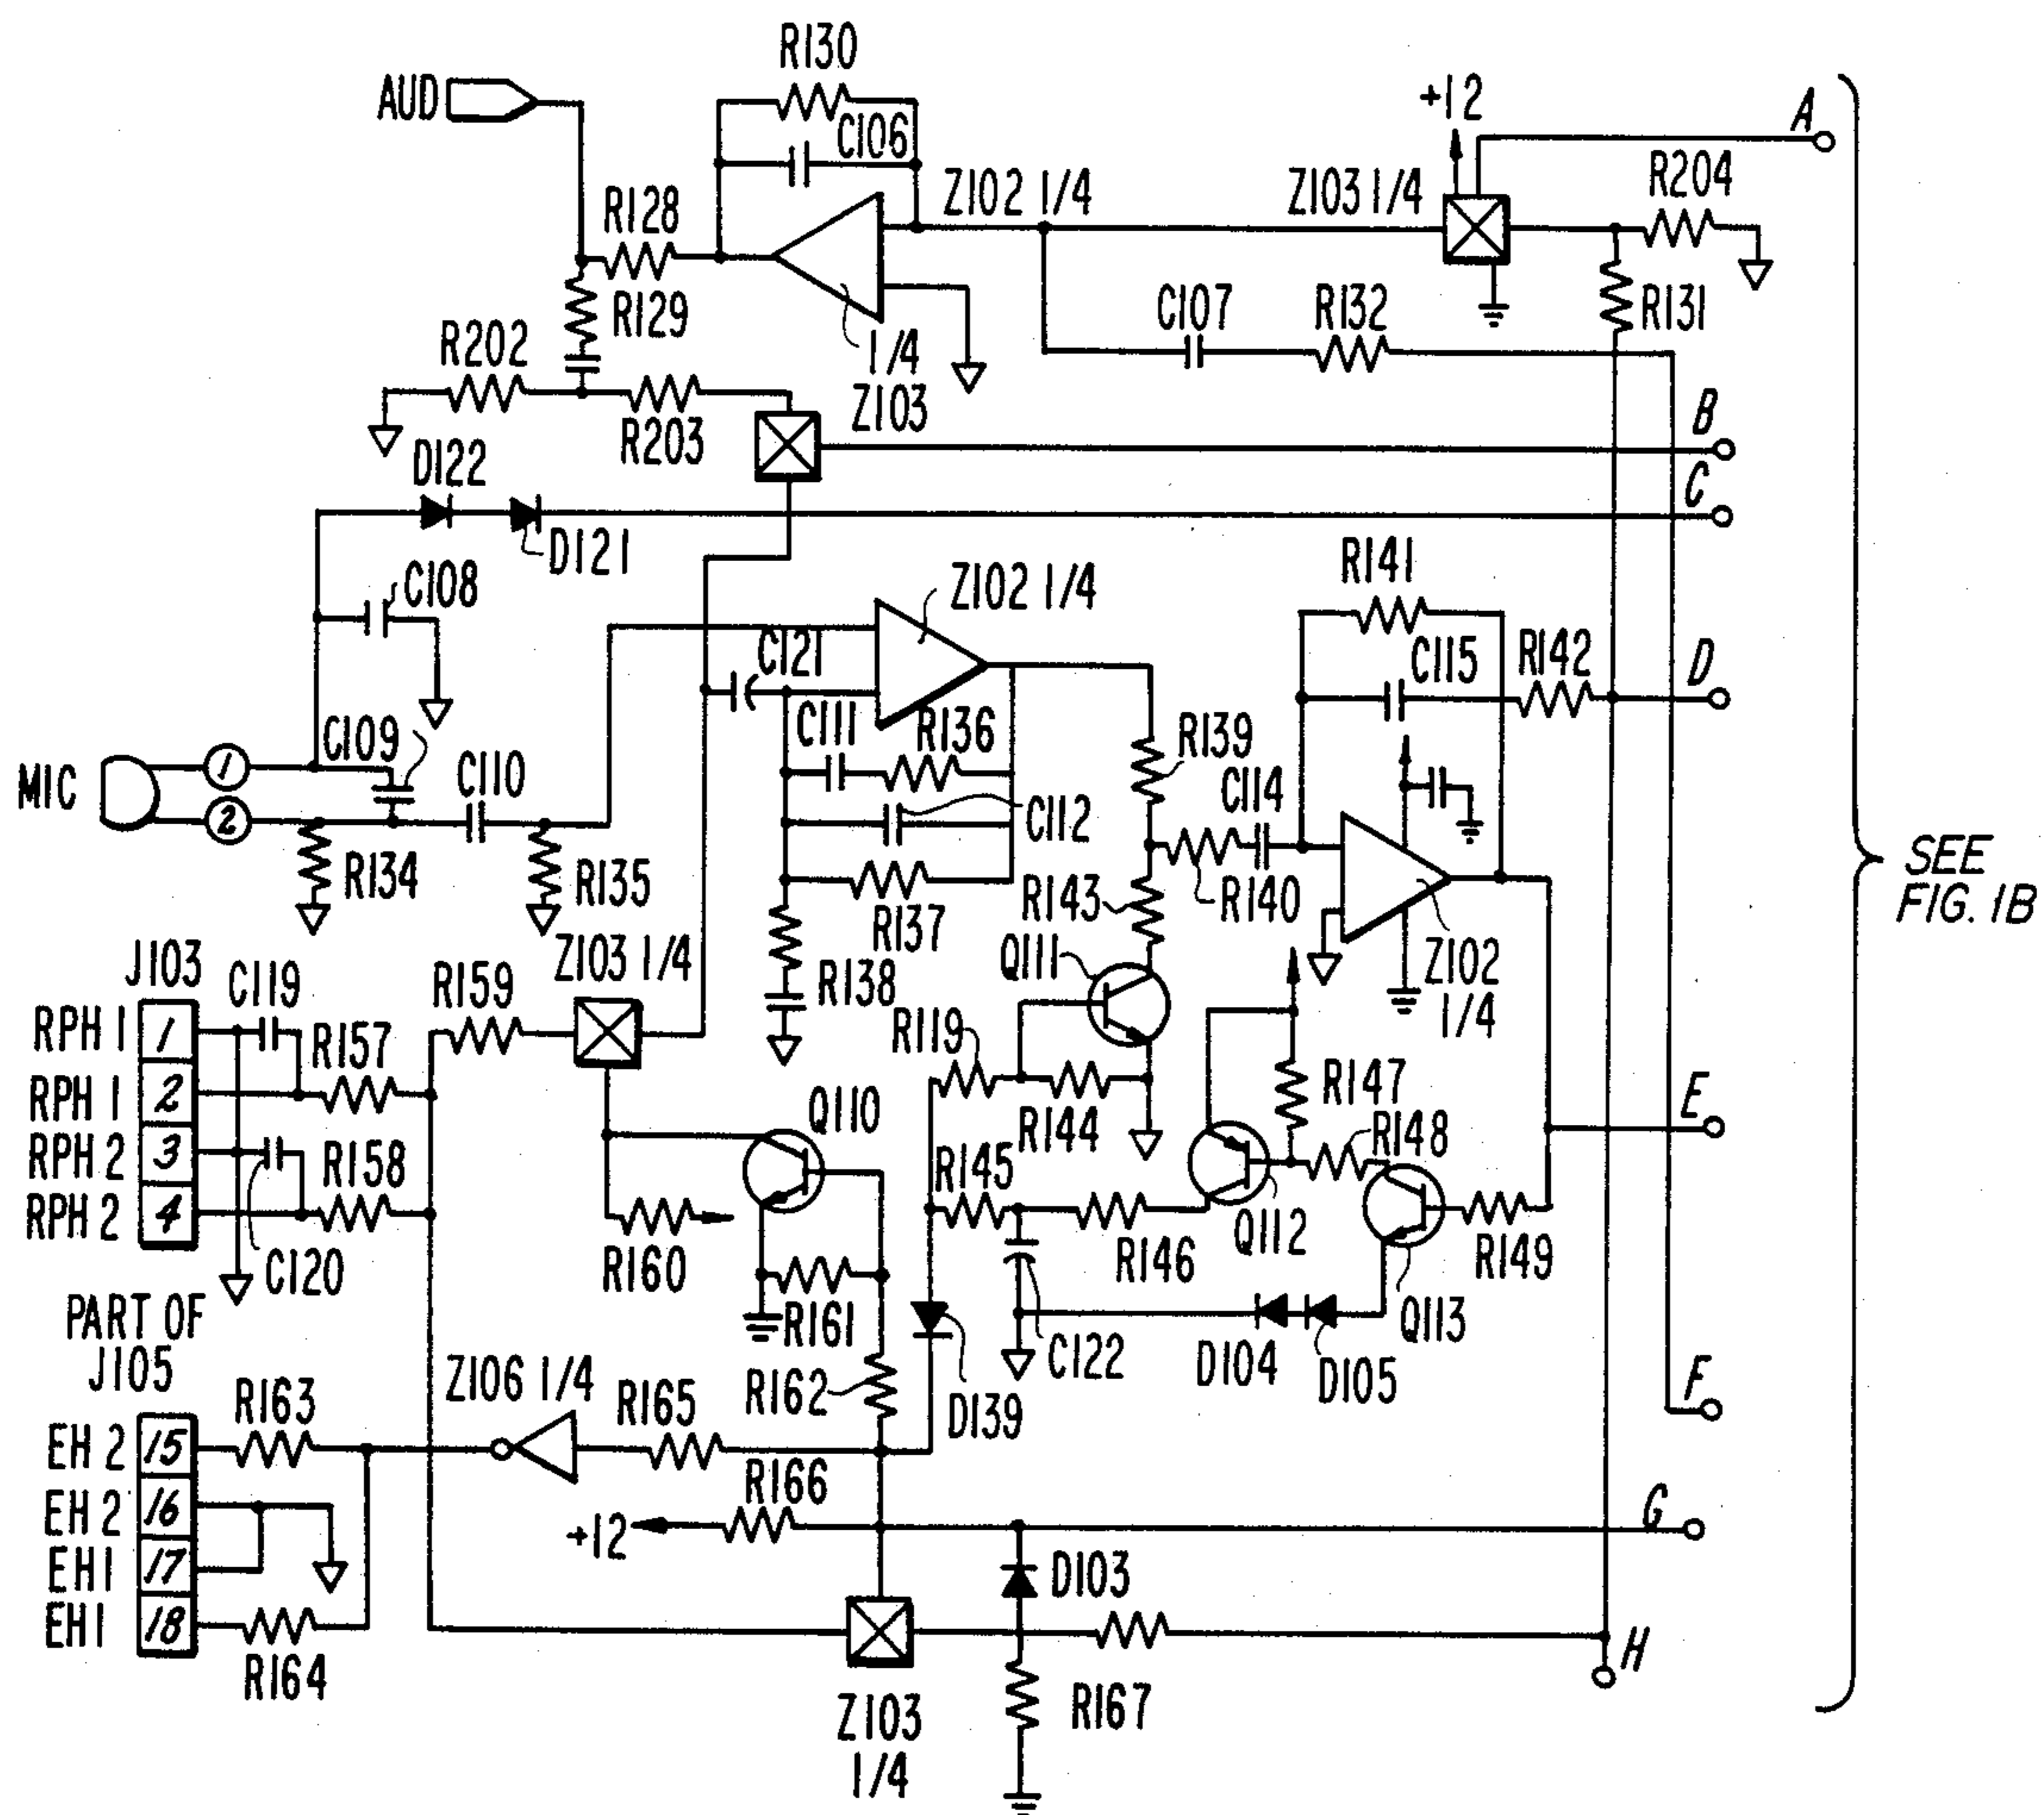 R130
AUD
C106
+12
A
R128
Z102 1/4
Z103 1/4
R204
R129
C107
R132
R131
R202
1/4
Z103
R203
B
D122
C
D121
C108
Z102 1/4
R141
C121
C115
R142
D
C109
C111
R136
R139
MIC
1
C110
C114
2
C112
SEE
FIG. 1B
R134
R135
R143
R140
R137
J103
Z103 1/4
Q111
Z102
1/4
C119
R159
R138
RPH 1
1
R157
R119
RPH 1
2
Q110
R144
R147
E
RPH 2
3
R158
R145
R148
RPH 2
4
C120
R160
R146
Q112
R149
PART OF
J105
R161
C122
D104
D105
Q113
F
Z106 1/4
R163
R165
R162
D139
EH 2
15
R166
G
EH 2
16
+12
EH1
17
D103
EH1
18
H
R164
R167
Z103
1/4